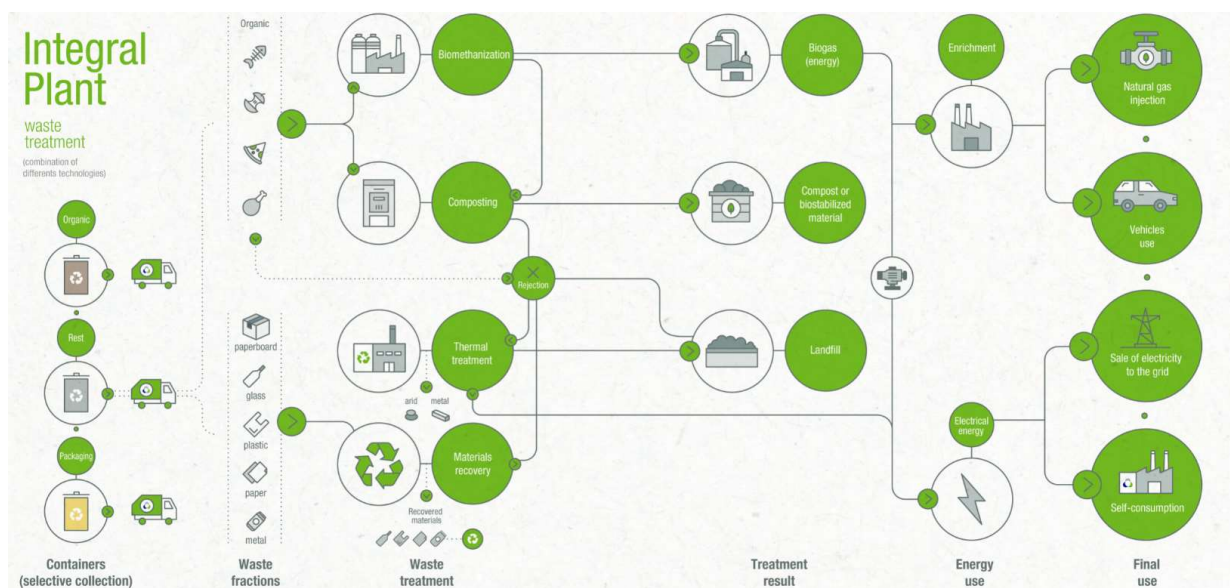 Integral
Plant
waste
treatment
(combination of
differents technologies)
Organic
Rest
Packaging
Containers
(selective collection)
Organic
paperboard
glass
plastic
paper
metal
Waste
fractions
Biomethanization
Composting
Rejection
Thermal
treatment
and metal
Materials
recovery
Recovered
materials
Waste
treatment
Biogas
(energy)
Compost or
biostabilized
material
Landfill
Treatment
result
Enrichment
Electrical
energy
Energy
use
Natural gas
injection
Vehicles
use
Sale of electricity
to the grid
Self-consumption
Final
use